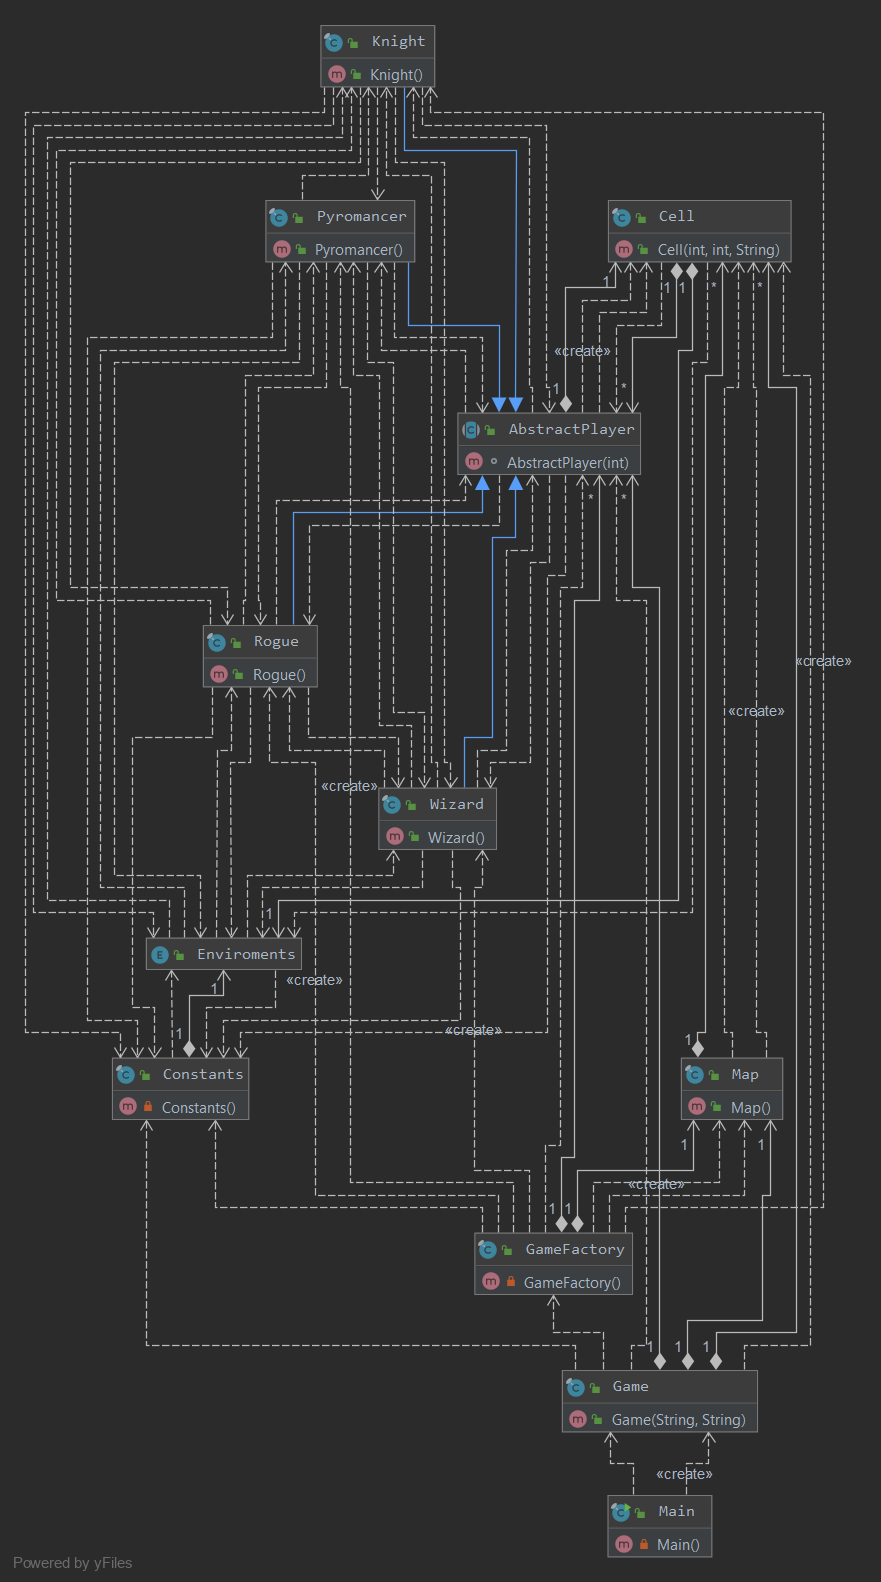 Knight
Knight()
Pyromancer
Pyromancer()
Cell
Cell(int, int, String)
1
1
1
*
*
«create»
1
*
AbstractPlayer
AbstractPlayer(int)
*
*
Rogue
Rogue()
«create»
«create»
«create»
Wizard
Wizard()
1
Enviroments
«create»
1
1
«create»
Constants
Constants()
1
Map
Map()
1
1
«create»
1
1
GameFactory
GameFactory()
1
1
1
Game
Game(String, String)
«create»
Main
Main()
Powered by yFiles